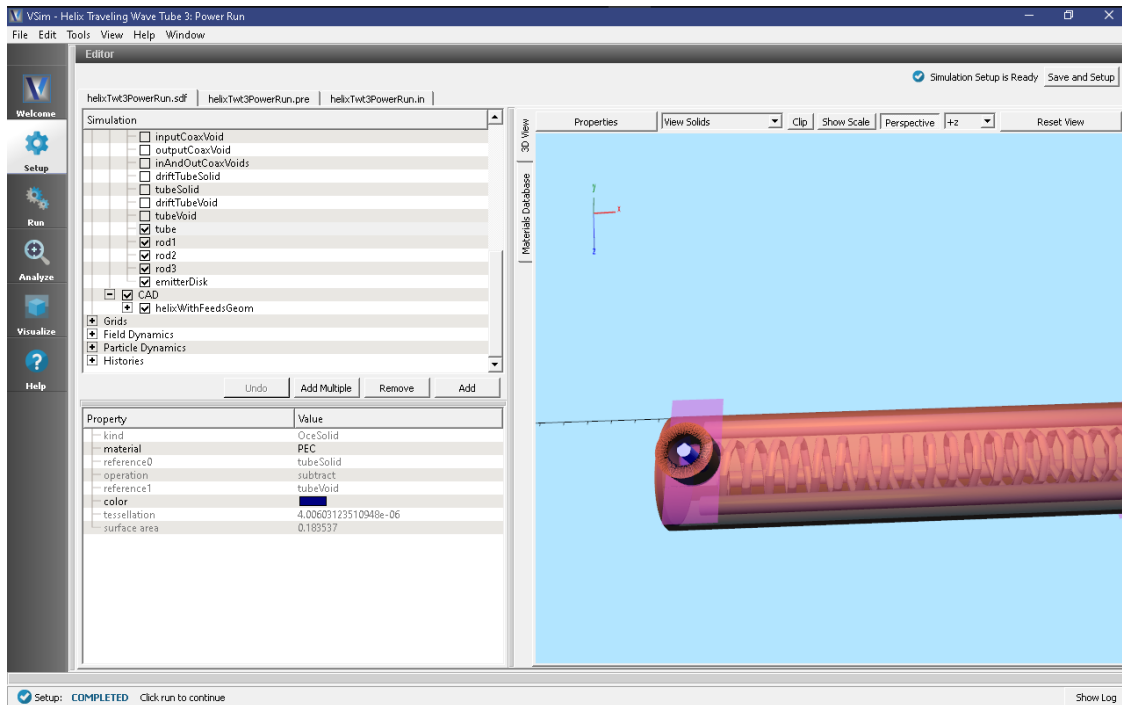 VSim - Helix Traveling Wave Tube 3: Power Run
File Edit Tools View Help Window
Editor
Simulation Setup is Ready Save and Setup
Welcome
Setup
Run
Analyze
Visualize
Help
helixTwt3PowerRun.sdf helixTwt3PowerRun.pre helixTwt3PowerRun.in
Simulation
inputCoaxVoid
outputCoaxVoid
inAndOutCoaxVoids
driftTubeSolid
tubeSolid
driftTubeVoid
tubeVoid
tube
rod1
rod2
rod3
emitterDisk
CAD
helixWithFeedsGeom
Grids
Field Dynamics
Particle Dynamics
Histories
Undo Add Multiple Remove Add
Property Value
kind OceSolid
material PEC
reference0 tubeSolid
operation subtract
reference1 tubeVoid
color
tessellation 4.00603123510948e-06
surface area 0.183537
3D View
Materials Database
Properties View Solids Clip Show Scale Perspective +z Reset View
y
x
z
Setup: COMPLETED Click run to continue
Show Log